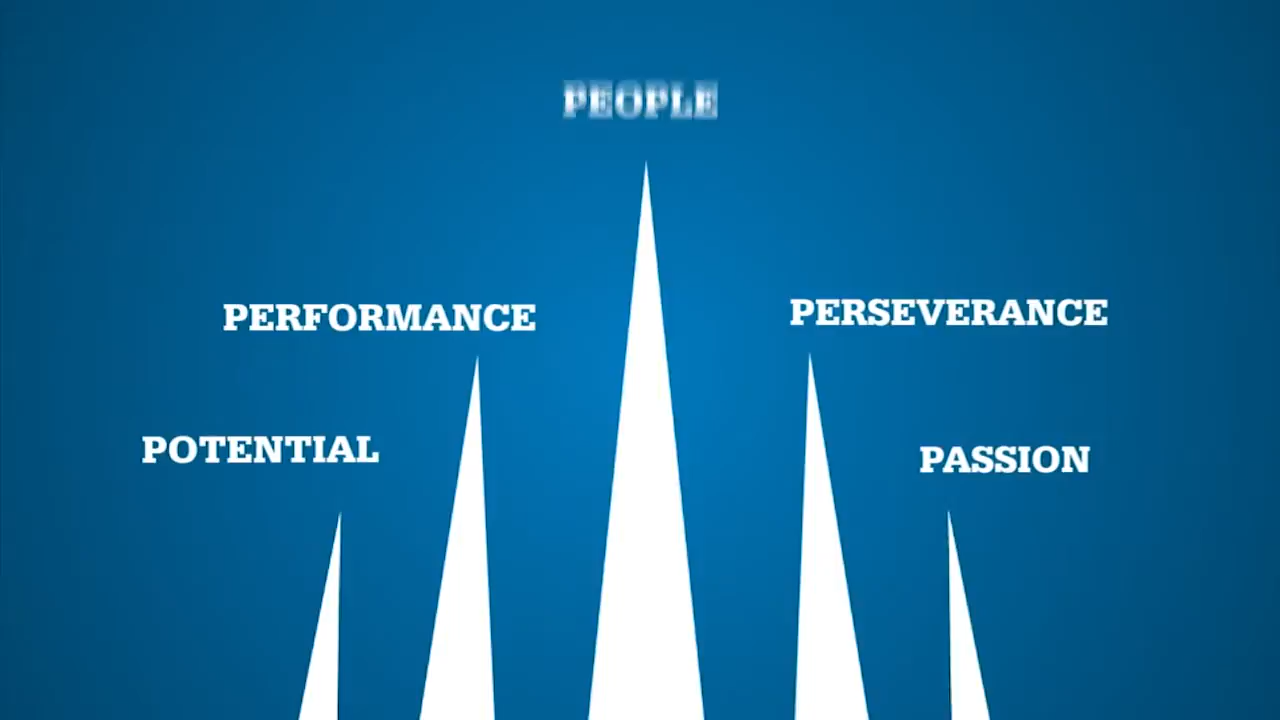 PEOPLE
PERFORMANCE
PERSEVERANCE
POTENTIAL
PASSION